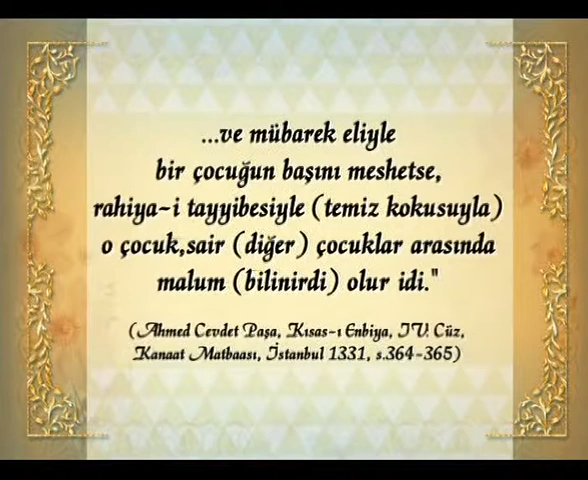 ...ve mübarek eliyle
bir çocuğun başını meshetse,
rahiya-i tayyibesiyle (temiz kokusuyla)
o çocuk,sair (diğer) çocuklar arasında
malum (bilinirdi) olur idi."
(Ahmed Cevdet Paşa, Kısas-ı Enbiya, IV. Cüz,
Kanaat Matbaası, İstanbul 1331, s.364-365)